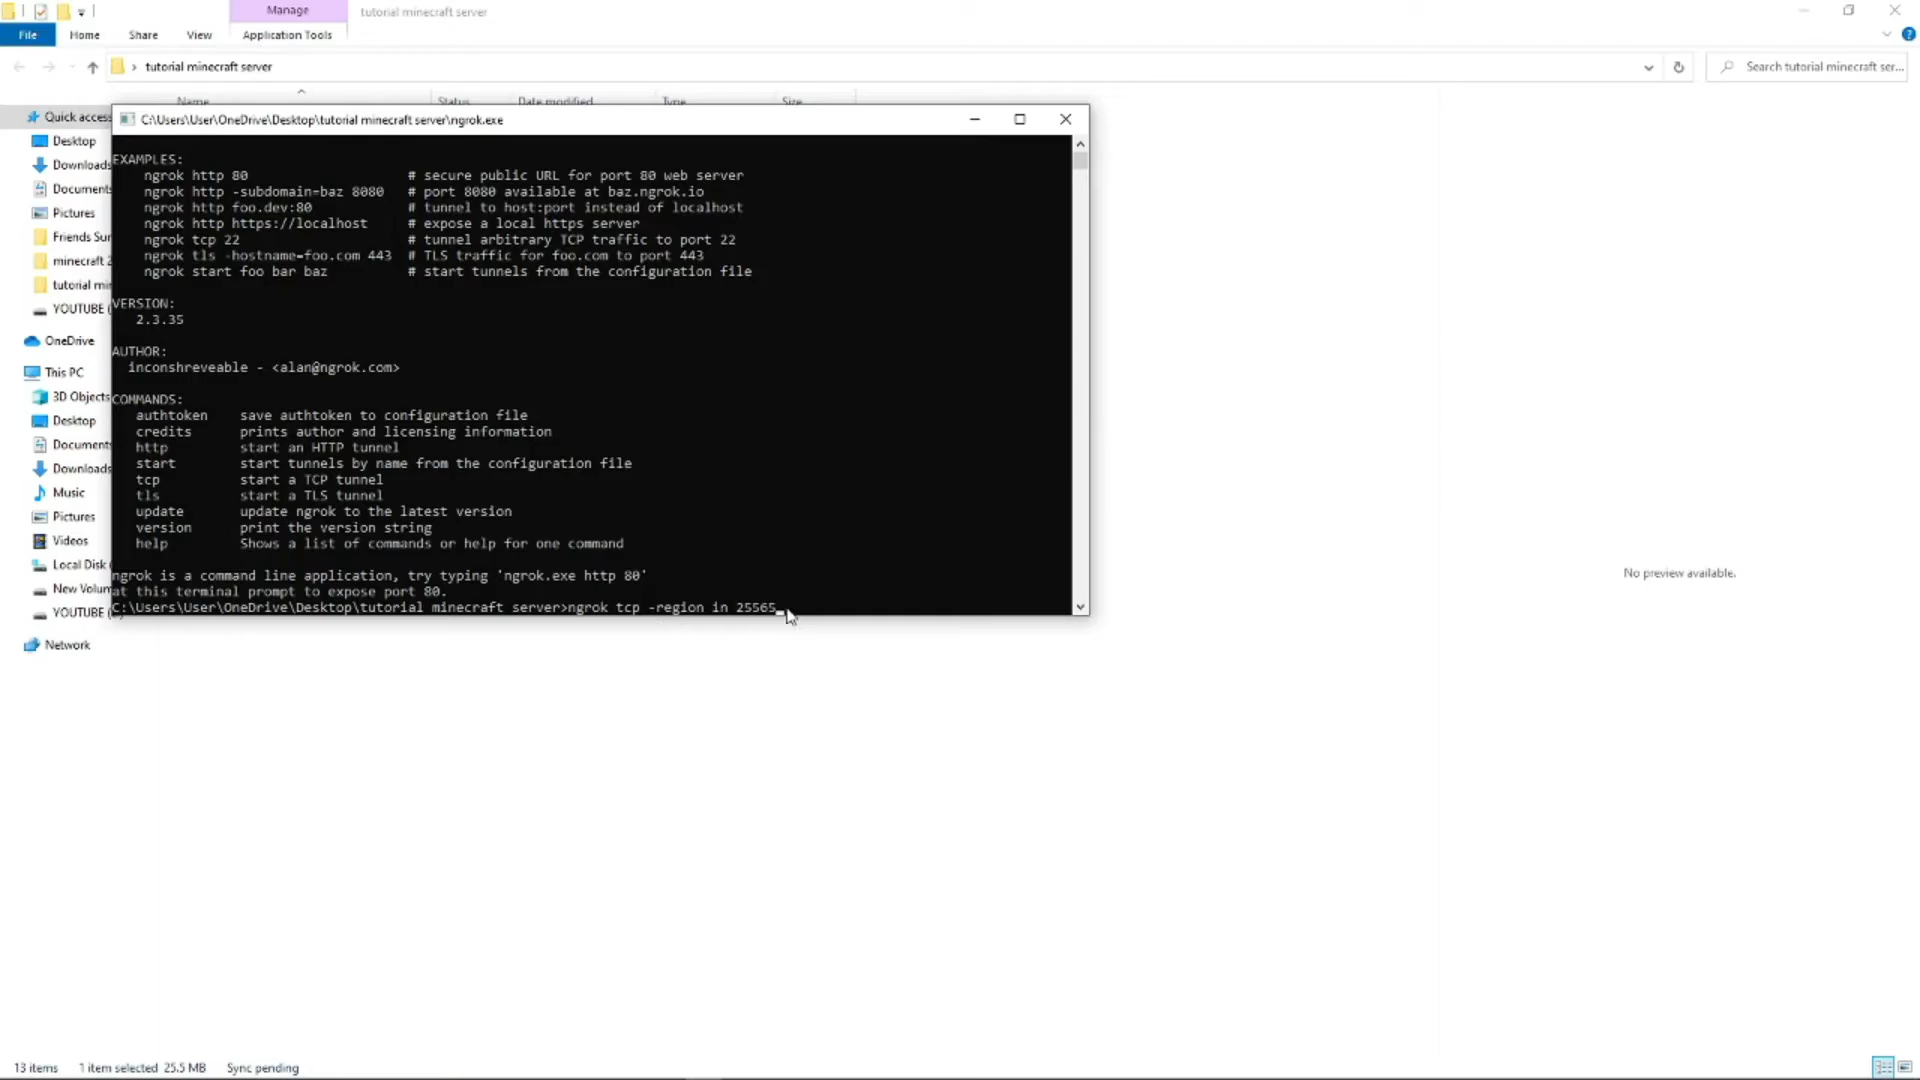 Manage
tutorial minecraft server
File
Home
Share
View
Application Tools
tutorial minecraft server
Search tutorial minecraft ser...
Name
Status
Date modified
Type
Size
Quick access
Desktop
Downloads
Documents
Pictures
Friends Sur
minecraft 2
tutorial min
YOUTUBE (
OneDrive
This PC
3D Objects
Desktop
Documents
Downloads
Music
Pictures
Videos
Local Disk
New Volum
YOUTUBE (
Network
C:\Users\User\OneDrive\Desktop\tutorial minecraft server\ngrok.exe
EXAMPLES:
ngrok http 80 # secure public URL for port 80 web server
ngrok http -subdomain=baz 8080 # port 8080 available at baz.ngrok.io
ngrok http foo.dev:80 # tunnel to host:port instead of localhost
ngrok http https://localhost # expose a local https server
ngrok tcp 22 # tunnel arbitrary TCP traffic to port 22
ngrok tls -hostname=foo.com 443 # TLS traffic for foo.com to port 443
ngrok start foo bar baz # start tunnels from the configuration file
VERSION:
2.3.35
AUTHOR:
inconshreveable - <alan@ngrok.com>
COMMANDS:
authtoken save authtoken to configuration file
credits prints author and licensing information
http start an HTTP tunnel
start start tunnels by name from the configuration file
tcp start a TCP tunnel
tls start a TLS tunnel
update update ngrok to the latest version
version print the version string
help Shows a list of commands or help for one command
ngrok is a command line application, try typing 'ngrok.exe http 80'
at this terminal prompt to expose port 80.
C:\Users\User\OneDrive\Desktop\tutorial minecraft server>ngrok tcp -region in 25565
No preview available.
13 items
1 item selected 25.5 MB
Sync pending